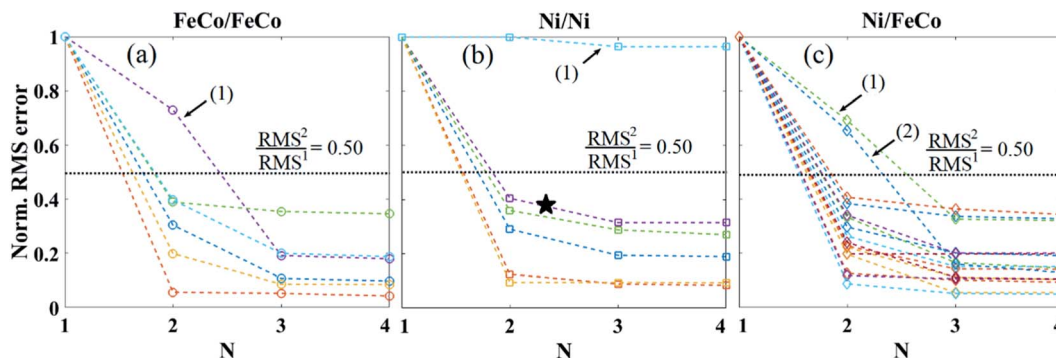 FeCo/FeCo
Ni/Ni
Ni/FeCo
Norm. RMS error
1
0.8
0.6
0.4
0.2
0
(a)
(1)
RMS²
RMS¹ = 0.50
1 2 3 4
N
(b)
(1)
RMS²
RMS¹ = 0.50
1 2 3 4
N
(c)
(1)
(2)
RMS²
RMS¹ = 0.50
1 2 3 4
N